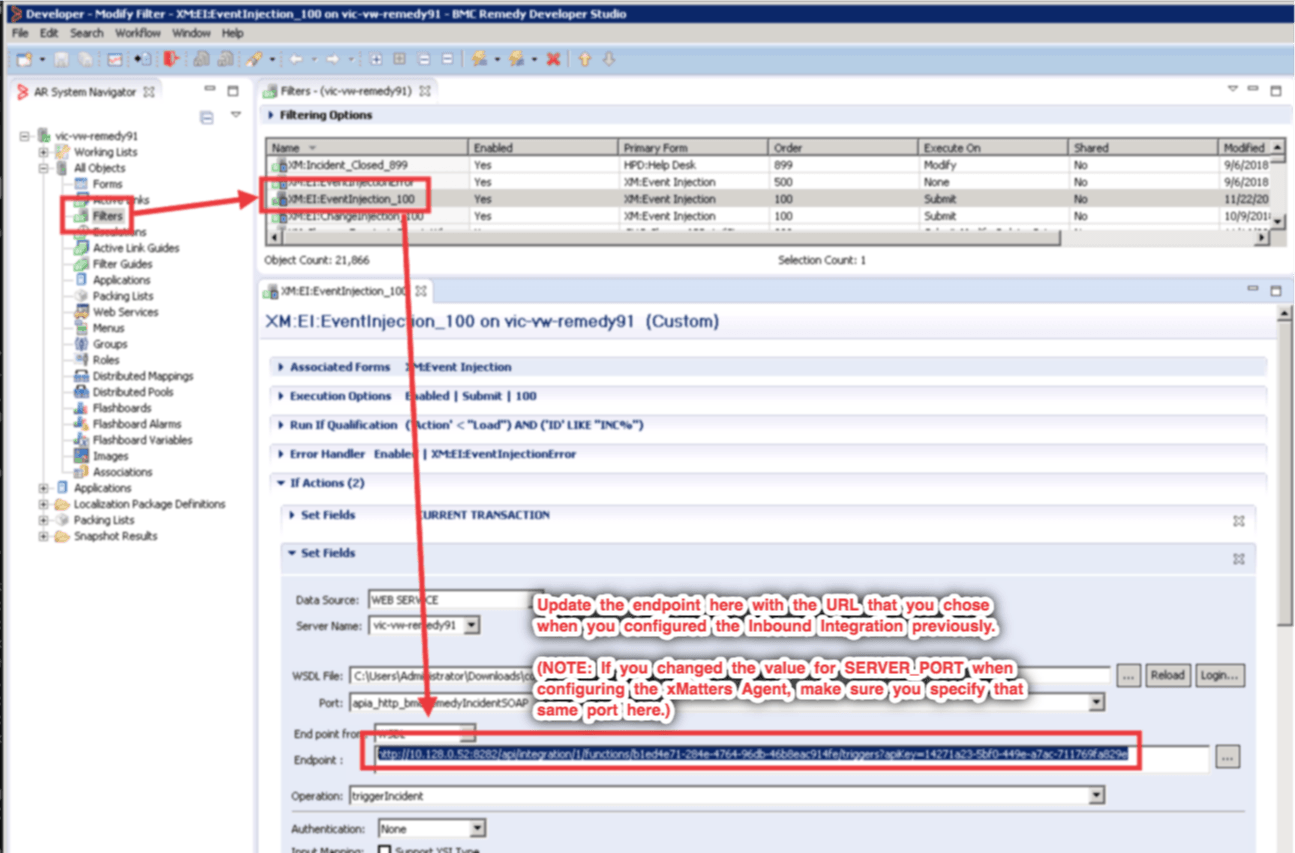 Developer - Modify Filter - XM:EI:EventInjection_100 on vic-vw-remedy91 - BMC Remedy Developer Studio
File Edit Search Workflow Window Help
AR System Navigator
vic-vw-remedy91
Working Lists
All Objects
Forms
Active Links
Filters
Escalations
Active Link Guides
Filter Guides
Applications
Packing Lists
Web Services
Menus
Groups
Roles
Distributed Mappings
Distributed Pools
Flashboards
Flashboard Alarms
Flashboard Variables
Images
Associations
Applications
Localization Package Definitions
Packing Lists
Snapshot Results
Filters - (vic-vw-remedy91)
Filtering Options
Name Enabled Primary Form Order Execute On Shared Modified
XM:Incident_Closed_899 Yes HPD:Help Desk 899 Modify No 9/6/2018
XM:EI:EventInjectionError Yes XM:Event Injection 500 None No 9/6/2018
XM:EI:EventInjection_100 Yes XM:Event Injection 100 Submit No 11/22/20
XM:EI:ChangeInjection_100 Yes XM:Event Injection 100 Submit No 10/9/201
Object Count: 21,866 Selection Count: 1
XM:EI:EventInjection_100
XM:EI:EventInjection_100 on vic-vw-remedy91 (Custom)
Associated Forms XM:Event Injection
Execution Options Enabled | Submit | 100
Run If Qualification ('Action' < "Load") AND ('ID' LIKE "INC%")
Error Handler Enabled | XM:EI:EventInjectionError
If Actions (2)
Set Fields CURRENT TRANSACTION
Set Fields
Data Source: WEB SERVICE
Server Name: vic-vw-remedy91
Update the endpoint here with the URL that you chose
when you configured the Inbound Integration previously.
(NOTE: If you changed the value for SERVER_PORT when
configuring the xMatters Agent, make sure you specify that
same port here.)
WSDL File: C:\Users\Administrator\Downloads\ ... Reload Login...
Port: apia_http_bmcremedyIncidentSOAP
End point from: WSDL
Endpoint : http://10.128.0.52:8282/api/integration/1/functions/b1ed4e71-284e-4764-96db-46b8eac914fe/triggers?apiKey=14271a23-5bf0-449e-a7ac-711769fa829e ...
Operation: triggerIncident
Authentication: None
Input Mapping: Support XSI Type